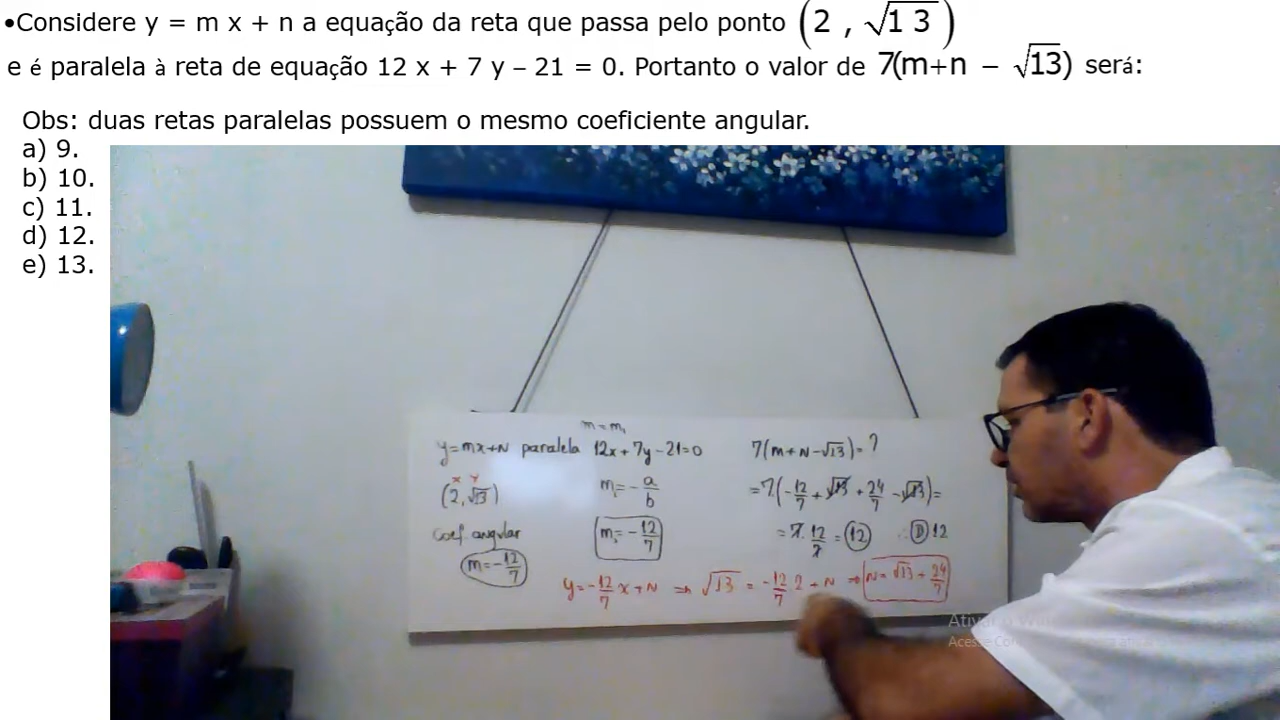 •Considere y = m x + n a equação da reta que passa pelo ponto (2 , √13)
e é paralela à reta de equação 12 x + 7 y – 21 = 0. Portanto o valor de 7(m+n − √13) será:
Obs: duas retas paralelas possuem o mesmo coeficiente angular.
a) 9.
b) 10.
c) 11.
d) 12.
e) 13.
m = m₁
y=mx+N paralela 12x+7y-21=0
x y
(2,√13)
m₁=-a/b
coef. angular
m₁=-12/7
m=-12/7
7(m+N-√13)=?
=7(-12/7+√13+24/7-√13)=
=7.12/7=12 ∴ D 12
y=-12/7 x+N ⇒ √13 = -12/7 2+N ⇒ N=√13+24/7